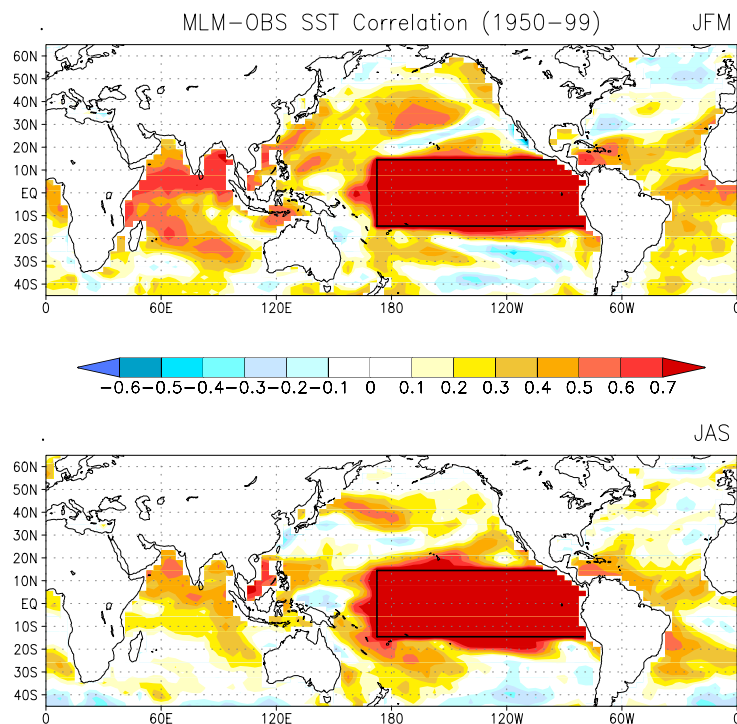 MLM-OBS SST Correlation (1950-99) JFM
60N
50N
40N
30N
20N
10N
EQ
10S
20S
30S
40S
0 60E 120E 180 120W 60W 0
-0.6 -0.5 -0.4 -0.3 -0.2 -0.1 0 0.1 0.2 0.3 0.4 0.5 0.6 0.7
JAS
60N
50N
40N
30N
20N
10N
EQ
10S
20S
30S
40S
0 60E 120E 180 120W 60W 0